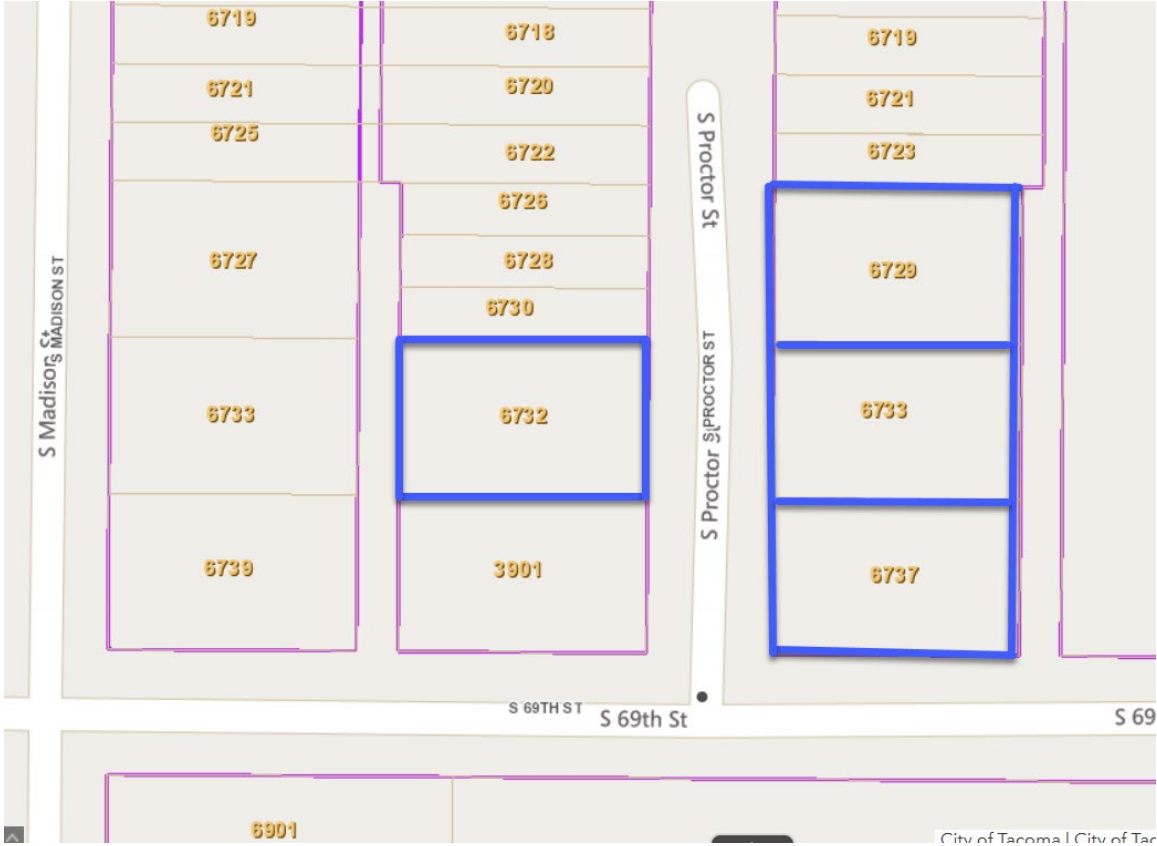 6719
6718
6719
6721
6720
6721
6725
6722
6723
6726
6727
6728
6729
6730
6733
6732
6733
6739
3901
6737
S Proctor St
S PROCTOR ST
S Proctor St
S MADISON ST
S Madison St
S 69TH ST
S 69th St
S 69
6901
City of Tacoma | City of Tac